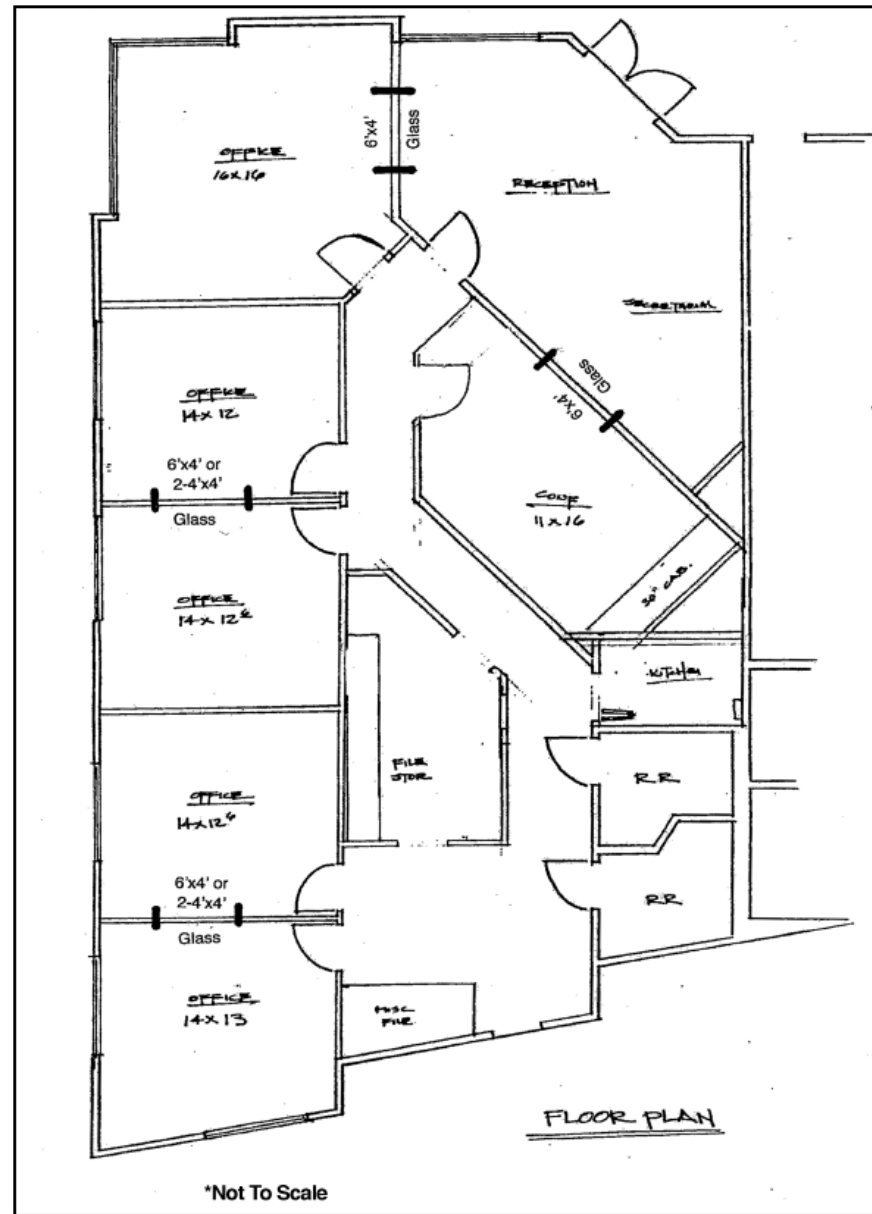 6'x4'
Glass
OFFICE
16x16
RECEPTION
SECRETARIAL
Glass
6'x4'
OFFICE
14x12
6'x4' or
2-4'x4'
Glass
CONF
11x16
OFFICE
14x12⁶
30" CAB.
KITCHEN
FILE
STOR
R.R
OFFICE
14x12⁶
6'x4' or
2-4'x4'
Glass
R.R
OFFICE
14x13
MISC
FILE
FLOOR PLAN
*Not To Scale